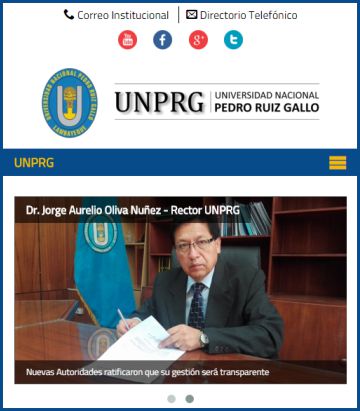 Correo Institucional
Directorio Telefónico
UNIVERSIDAD NACIONAL PEDRO RUIZ GALLO
LAMBAYEQUE
UNPRG
UNIVERSIDAD NACIONAL
PEDRO RUIZ GALLO
UNPRG
Dr. Jorge Aurelio Oliva Nuñez - Rector UNPRG
Nuevas Autoridades ratificaron que su gestión será transparente